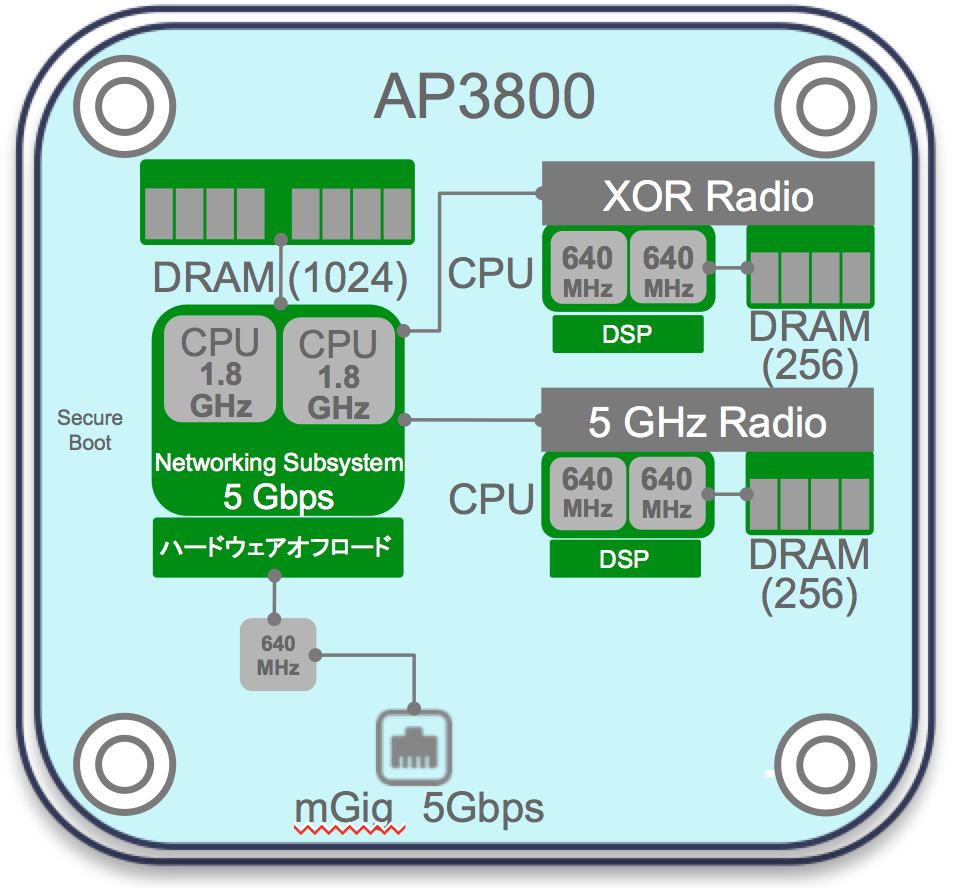 AP3800
DRAM (1024)
CPU
1.8
GHz
CPU
1.8
GHz
Networking Subsystem
5 Gbps
ハードウェアオフロード
Secure
Boot
640
MHz
mGig 5Gbps
XOR Radio
CPU
640
MHz
640
MHz
DSP
DRAM
(256)
5 GHz Radio
CPU
640
MHz
640
MHz
DSP
DRAM
(256)